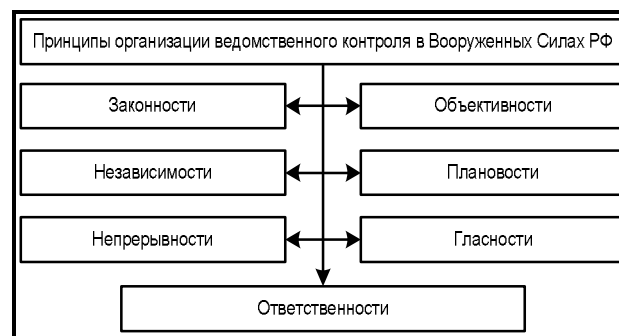 Принципы организации ведомственного контроля в Вооруженных Силах РФ
Законности
Объективности
Независимости
Плановости
Непрерывности
Гласности
Ответственности